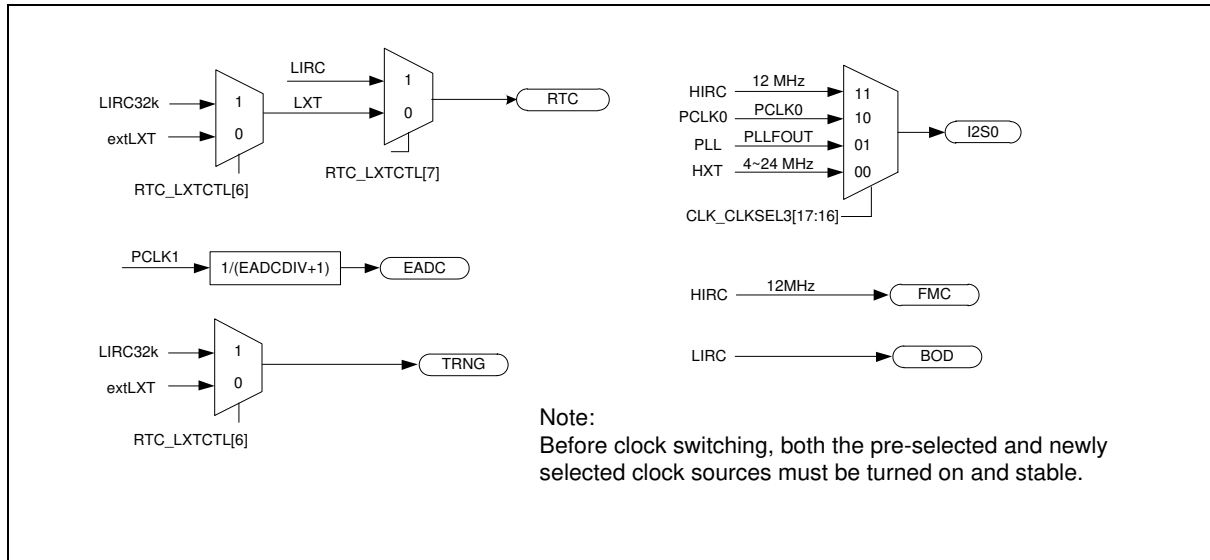 LIRC
1
0
RTC
LIRC32k
1
LXT
extLXT
0
RTC_LXTCTL[7]
RTC_LXTCTL[6]
HIRC 12 MHz 11
PCLK0 PCLK0 10
PLL PLLFOUT 01
HXT 4~24 MHz 00
I2S0
CLK_CLKSEL3[17:16]
PCLK1 1/(EADCDIV+1) EADC
HIRC 12MHz FMC
LIRC32k 1
extLXT 0
TRNG
RTC_LXTCTL[6]
LIRC BOD
Note:
Before clock switching, both the pre-selected and newly
selected clock sources must be turned on and stable.